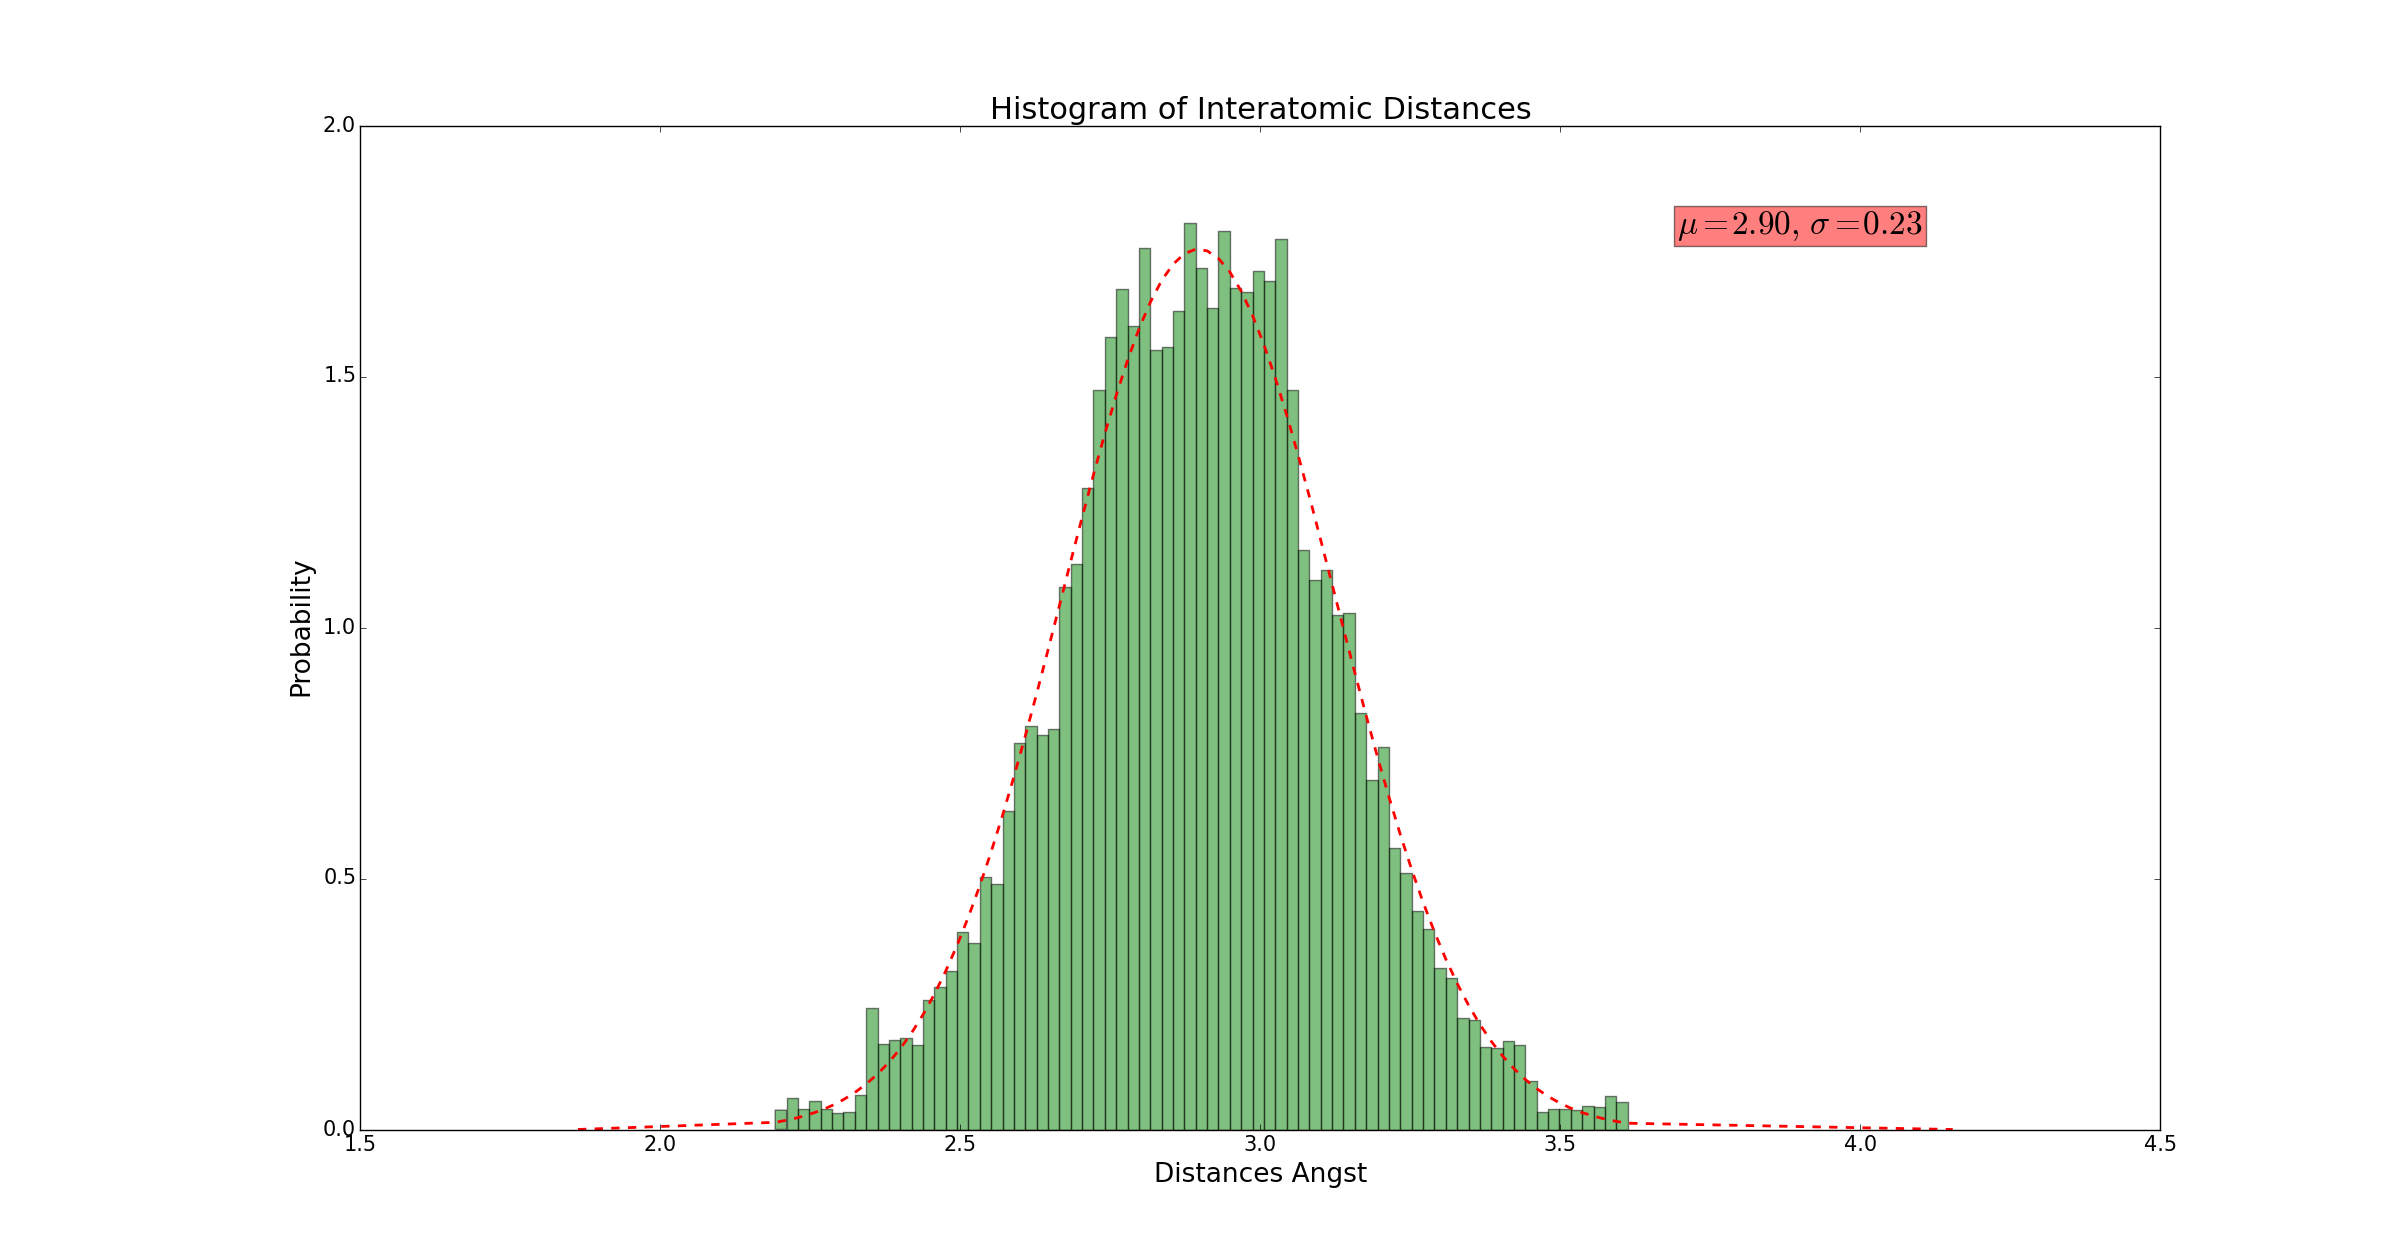 Histogram of Interatomic Distances
2.0
μ=2.90, σ=0.23
1.5
1.0
Probability
0.5
0.0
1.5 2.0 2.5 3.0 3.5 4.0 4.5
Distances Angst